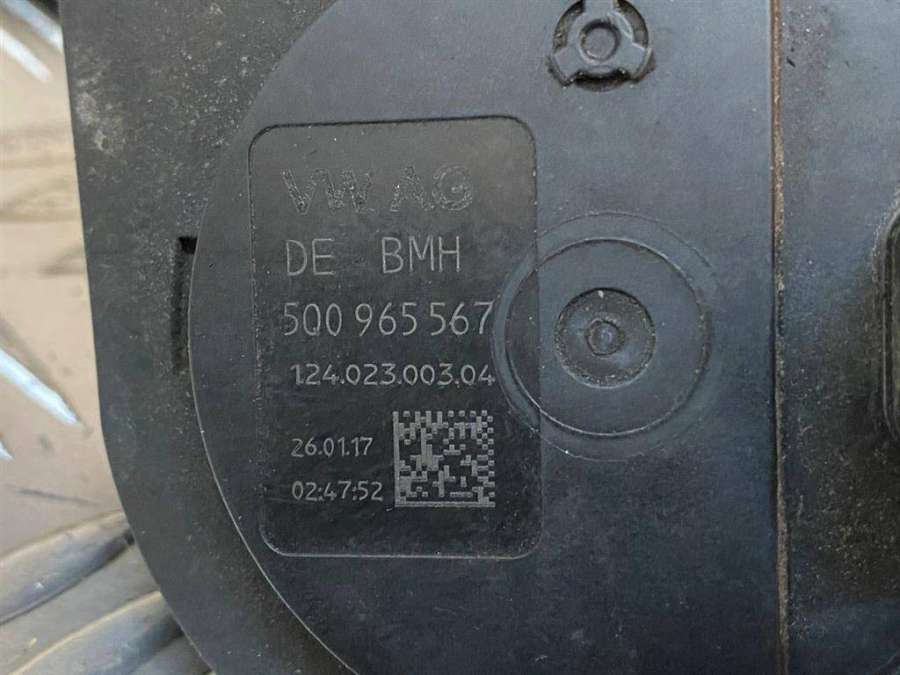 VW AG
DE BMH
5Q0 965 567
124.023.003.04
26.01.17
02:47:52